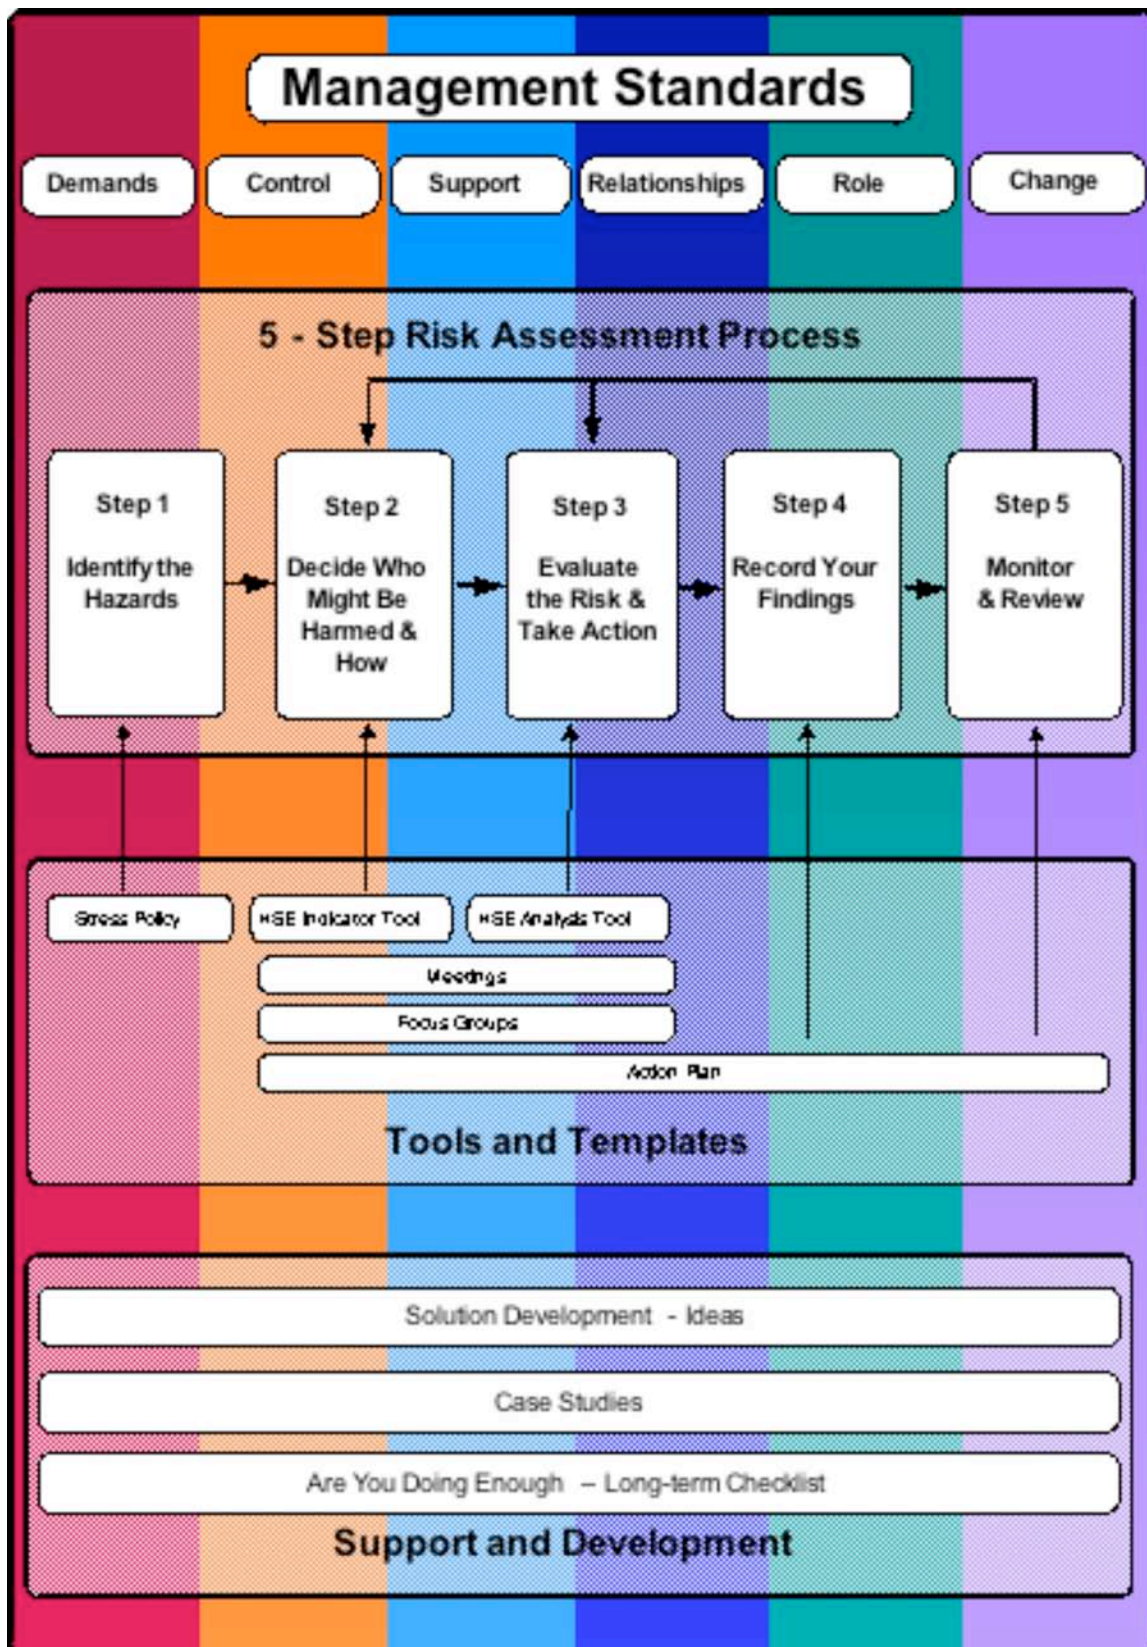 Management Standards
Demands
Control
Support
Relationships
Role
Change
5 - Step Risk Assessment Process
Step 1
Identify the
Hazards
Step 2
Decide Who
Might Be
Harmed &
How
Step 3
Evaluate
the Risk &
Take Action
Step 4
Record Your
Findings
Step 5
Monitor
& Review
Stress Policy
HSE Indicator Tool
HSE Analysis Tool
Meetings
Focus Groups
Action Plan
Tools and Templates
Solution Development - Ideas
Case Studies
Are You Doing Enough – Long-term Checklist
Support and Development